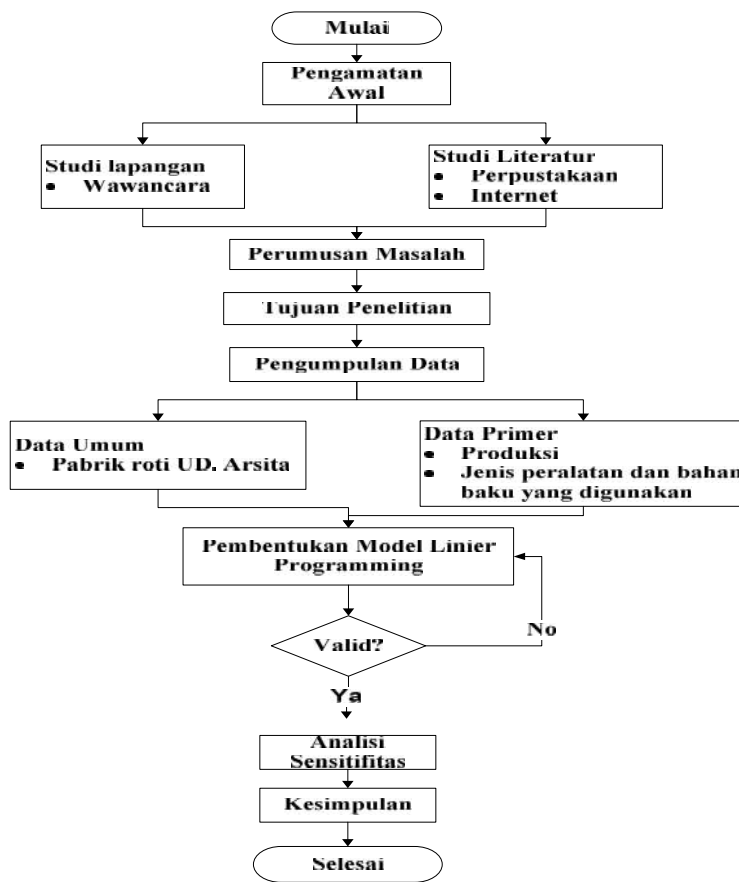 Mulai
Pengamatan
Awal
Studi lapangan
• Wawancara
Studi Literatur
• Perpustakaan
• Internet
Perumusan Masalah
Tujuan Penelitian
Pengumpulan Data
Data Umum
• Pabrik roti UD. Arsita
Data Primer
• Produksi
• Jenis peralatan dan bahan
baku yang digunakan
Pembentukan Model Linier
Programming
Valid?
No
Ya
Analisi
Sensitifitas
Kesimpulan
Selesai